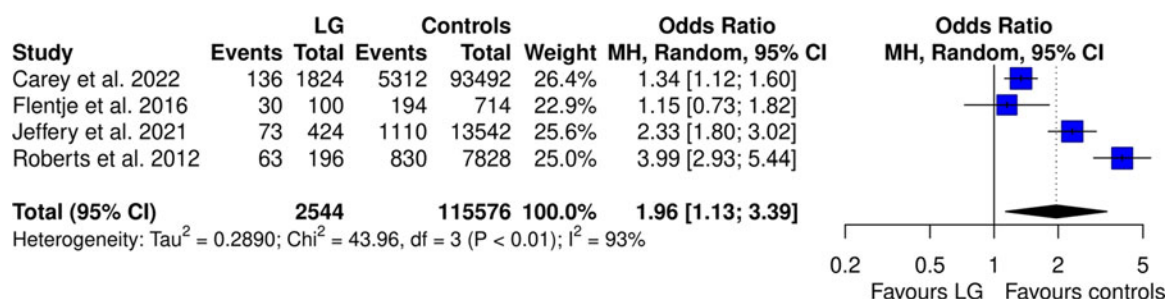 LG Controls Odds Ratio Odds Ratio
Study Events Total Events Total Weight MH, Random, 95% CI MH, Random, 95% CI
Carey et al. 2022 136 1824 5312 93492 26.4% 1.34 [1.12; 1.60]
Flentje et al. 2016 30 100 194 714 22.9% 1.15 [0.73; 1.82]
Jeffery et al. 2021 73 424 1110 13542 25.6% 2.33 [1.80; 3.02]
Roberts et al. 2012 63 196 830 7828 25.0% 3.99 [2.93; 5.44]
Total (95% CI) 2544 115576 100.0% 1.96 [1.13; 3.39]
Heterogeneity: Tau² = 0.2890; Chi² = 43.96, df = 3 (P < 0.01); I² = 93%
0.2 0.5 1 2 5
Favours LG Favours controls